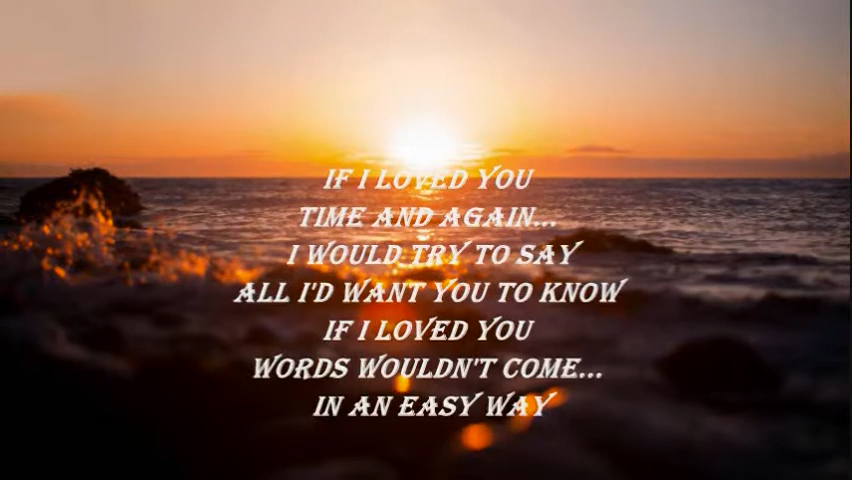 IF I LOVED YOU
TIME AND AGAIN...
I WOULD TRY TO SAY
ALL I'D WANT YOU TO KNOW
IF I LOVED YOU
WORDS WOULDN'T COME...
IN AN EASY WAY